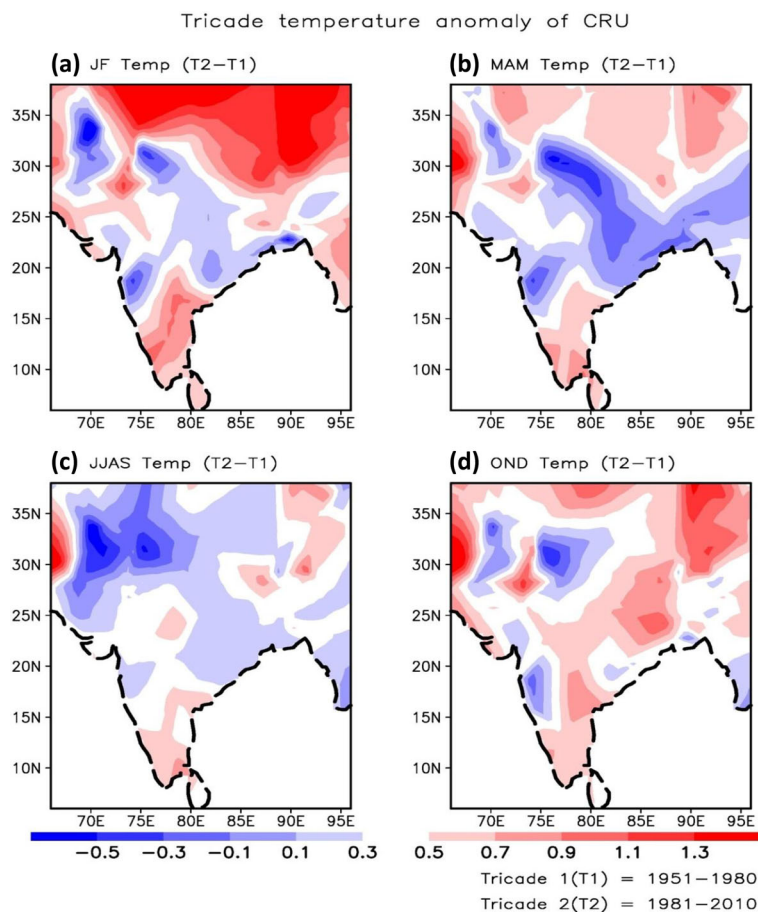 Tricade temperature anomaly of CRU
(a) JF Temp (T2−T1)
(b) MAM Temp (T2−T1)
35N
30N
25N
20N
15N
10N
70E 75E 80E 85E 90E 95E
35N
30N
25N
20N
15N
10N
70E 75E 80E 85E 90E 95E
(c) JJAS Temp (T2−T1)
(d) OND Temp (T2−T1)
35N
30N
25N
20N
15N
10N
70E 75E 80E 85E 90E 95E
35N
30N
25N
20N
15N
10N
70E 75E 80E 85E 90E 95E
−0.5 −0.3 −0.1 0.1 0.3
0.5 0.7 0.9 1.1 1.3
Tricade 1(T1) = 1951−1980
Tricade 2(T2) = 1981−2010